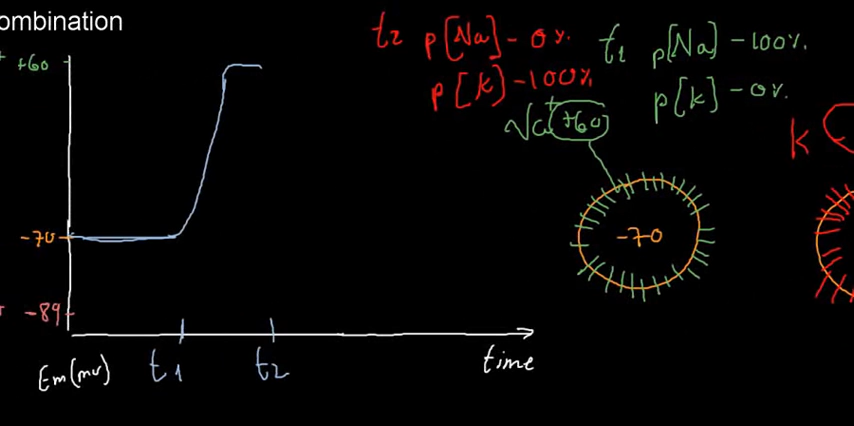 ombination
t2 p[Na] - 0%
p[K] - 100%
t1 p[Na] - 100%
p[K] - 0%
+60
Na+ +60
K
-70
-70
-89
Em(mv)
t1
t2
time